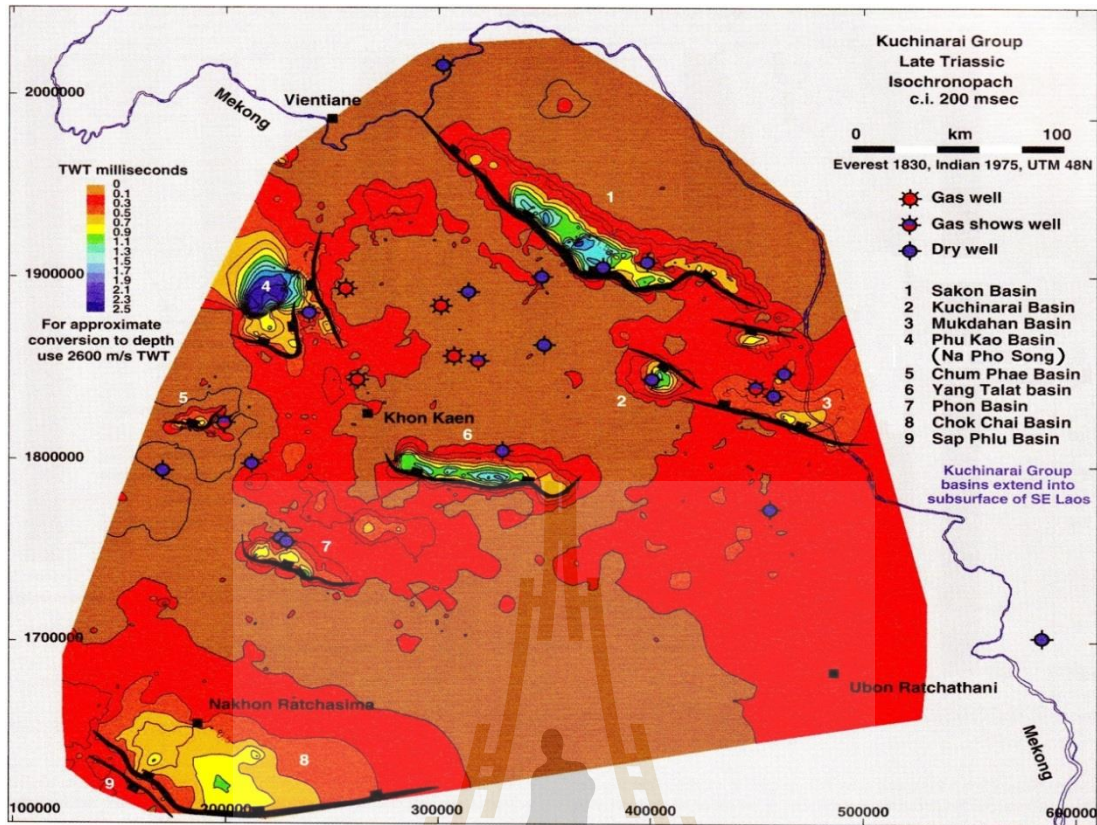 Kuchinarai Group
Late Triassic
Isochronopach
c.i. 200 msec
0 km 100
Everest 1830, Indian 1975, UTM 48N
Gas well
Gas shows well
Dry well
1 Sakon Basin
2 Kuchinarai Basin
3 Mukdahan Basin
4 Phu Kao Basin
(Na Pho Song)
5 Chum Phae Basin
6 Yang Talat basin
7 Phon Basin
8 Chok Chai Basin
9 Sap Phlu Basin
Kuchinarai Group
basins extend into
subsurface of SE Laos
2000000
Mekong
Vientiane
TWT milliseconds
0
0.1
0.3
0.5
0.7
0.9
1.1
1.3
1.5
1.7
1.9
2.1
2.3
2.5
For approximate
conversion to depth
use 2600 m/s TWT
1
1900000
4
5
2
3
Khon Kaen
6
1800000
7
1700000
Ubon Ratchathani
Nakhon Ratchasima
8
9
Mekong
100000
200000
300000
400000
500000
600000